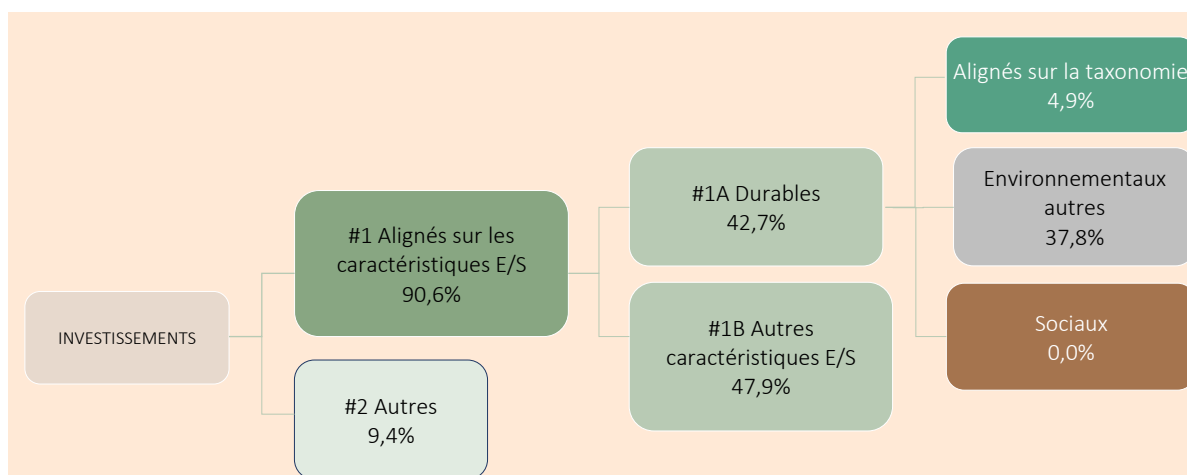 INVESTISSEMENTS
#1 Alignés sur les
caractéristiques E/S
90,6%
#2 Autres
9,4%
#1A Durables
42,7%
#1B Autres
caractéristiques E/S
47,9%
Alignés sur la taxonomie
4,9%
Environnementaux
autres
37,8%
Sociaux
0,0%